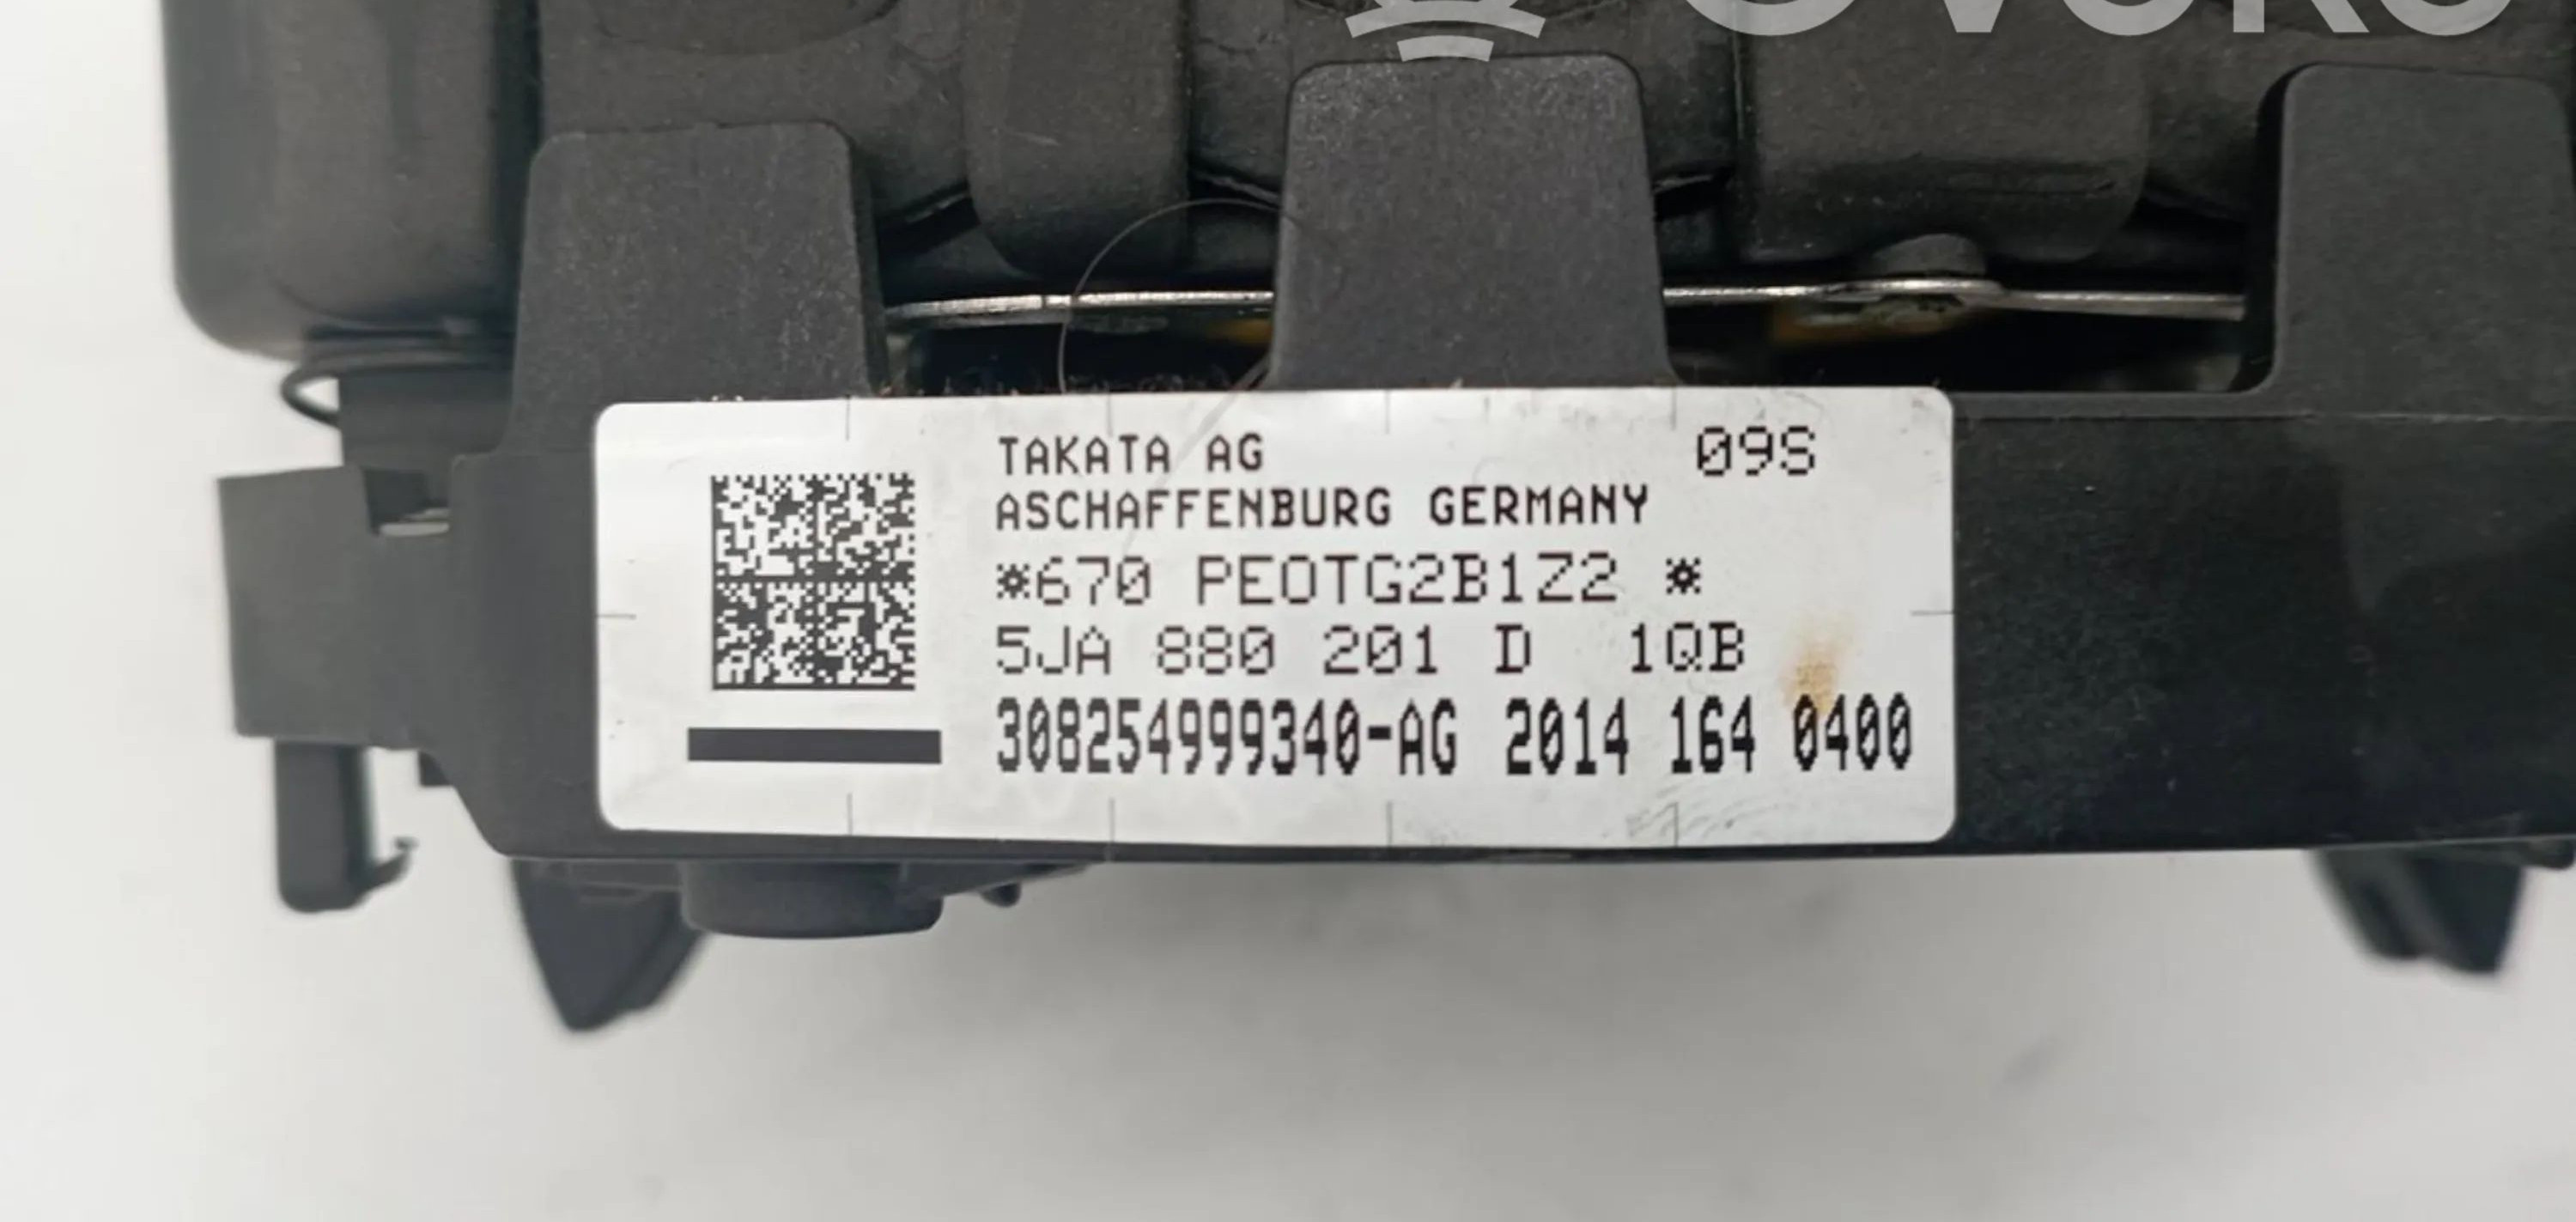 TAKATA AG 09S
ASCHAFFENBURG GERMANY
*670 PEOTG2B1Z2 *
5JA 880 201 D 1QB
308254999340-AG 2014 164 0400